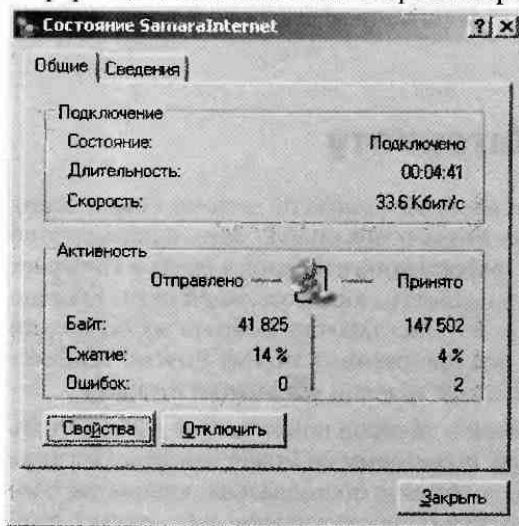 Состояние SamaraInternet
Общие Сведения
Подключение
Состояние: Подключено
Длительность: 00:04:41
Скорость: 33.6 Кбит/с
Активность
Отправлено Принято
Байт: 41 825 147 502
Сжатие: 14 % 4 %
Ошибок: 0 2
Свойства Отключить
Закрыть